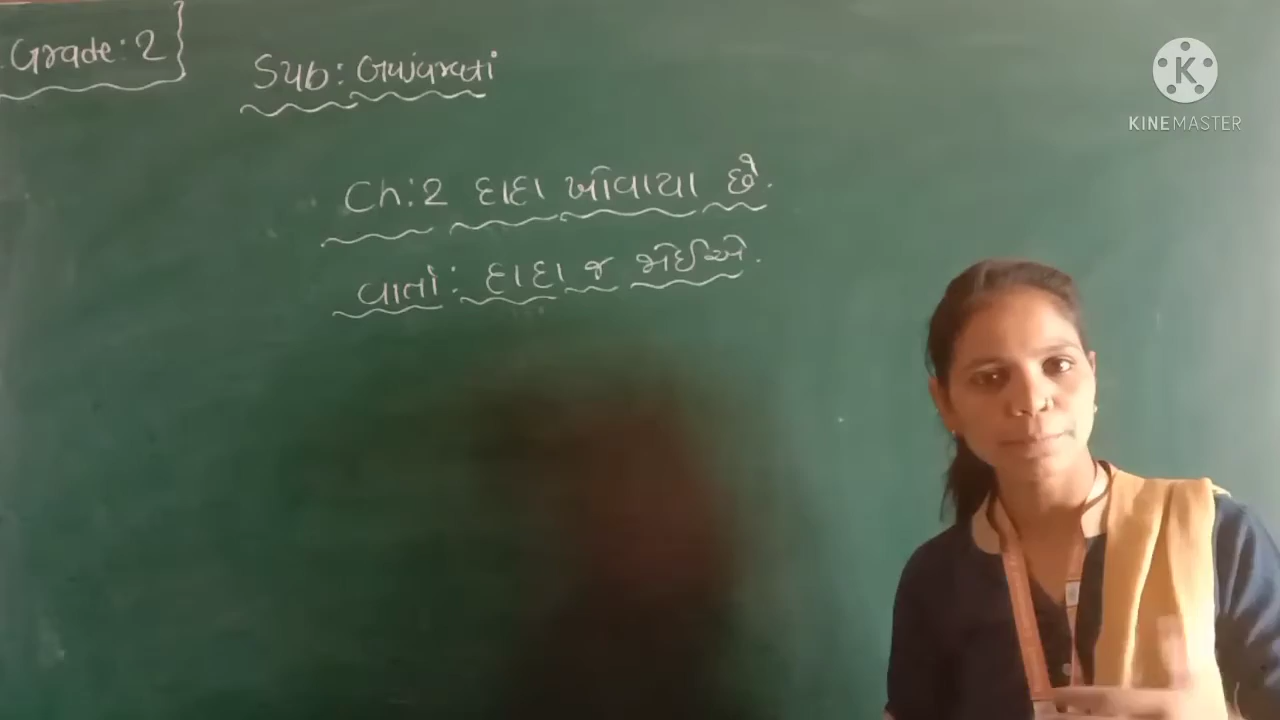 Grade: 2
Sub: Gujarati
Ch: 2 દાદા ખોવાયા છે.
વાર્તા: દાદા જ જોઈએ.
K
KINEMASTER